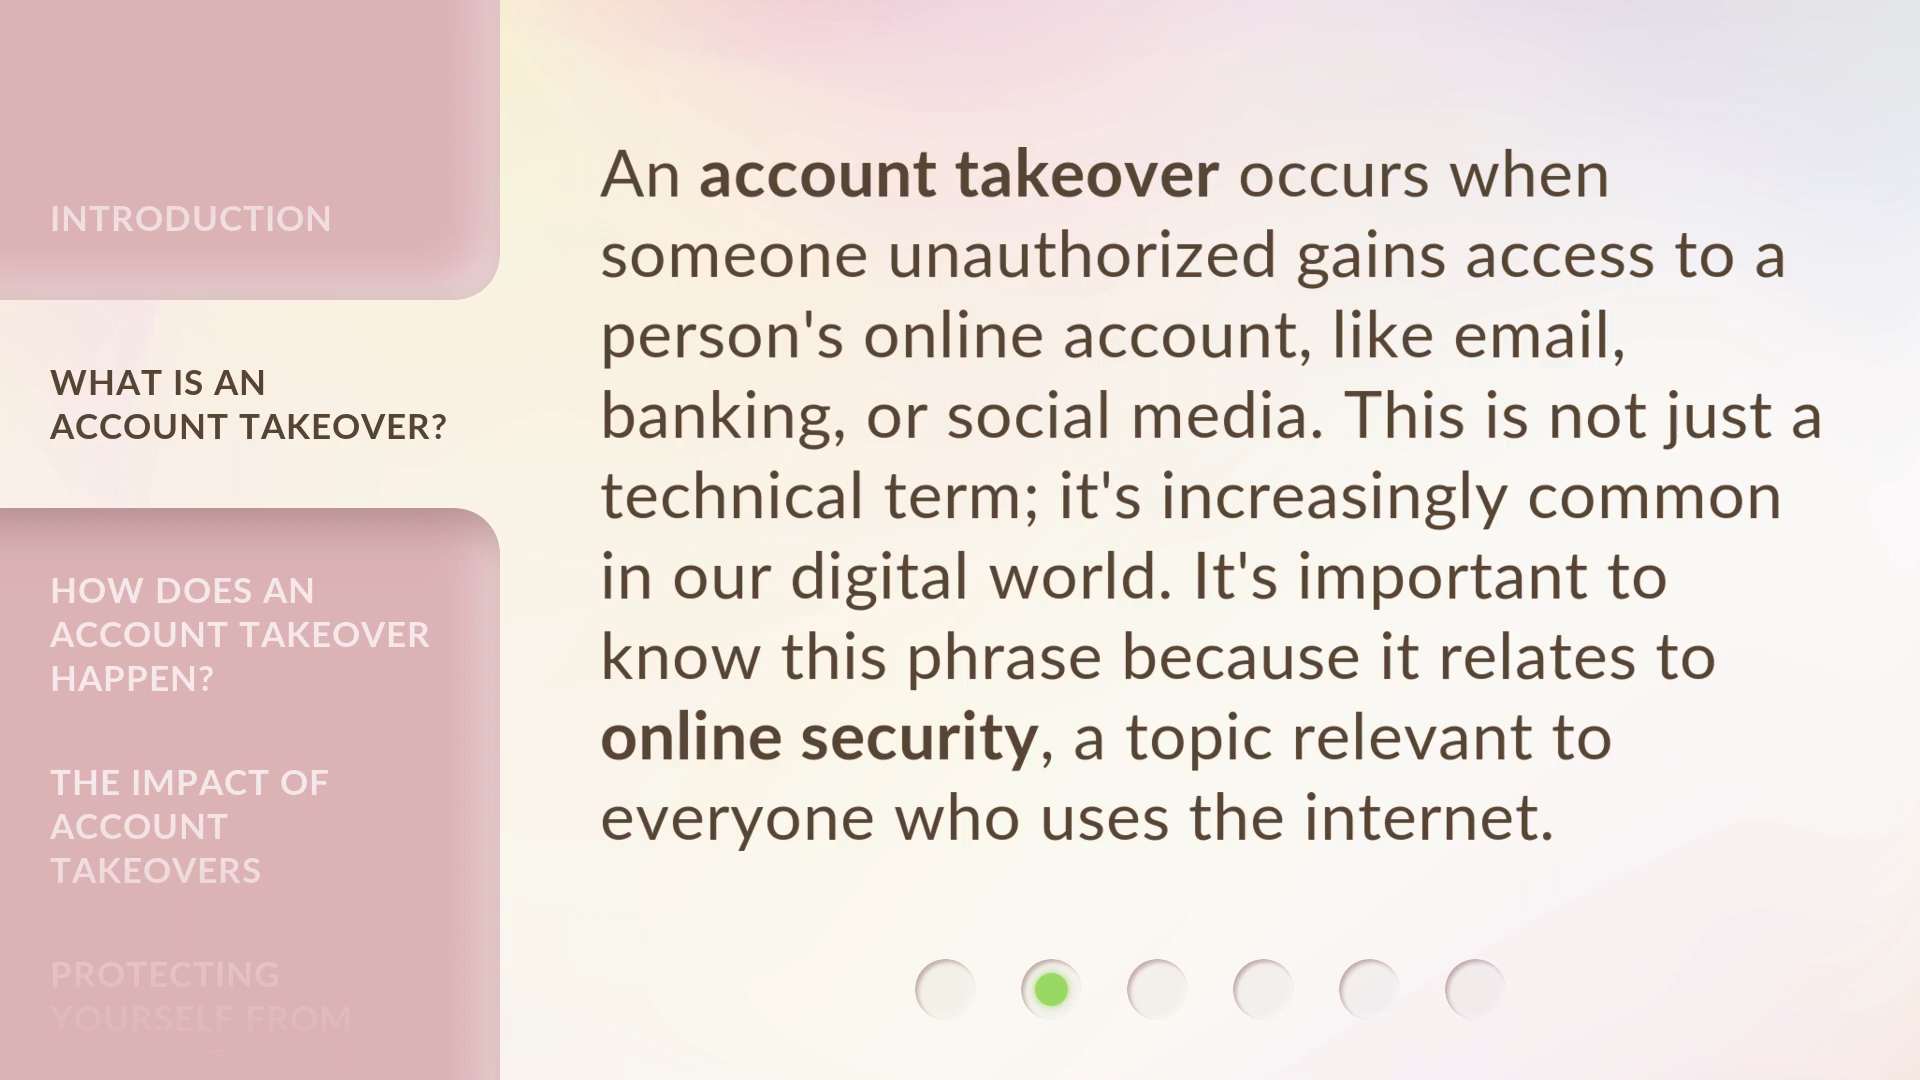 INTRODUCTION
WHAT IS AN
ACCOUNT TAKEOVER?
HOW DOES AN
ACCOUNT TAKEOVER
HAPPEN?
THE IMPACT OF
ACCOUNT
TAKEOVERS
PROTECTING
YOURSELF FROM
An account takeover occurs when
someone unauthorized gains access to a
person's online account, like email,
banking, or social media. This is not just a
technical term; it's increasingly common
in our digital world. It's important to
know this phrase because it relates to
online security, a topic relevant to
everyone who uses the internet.